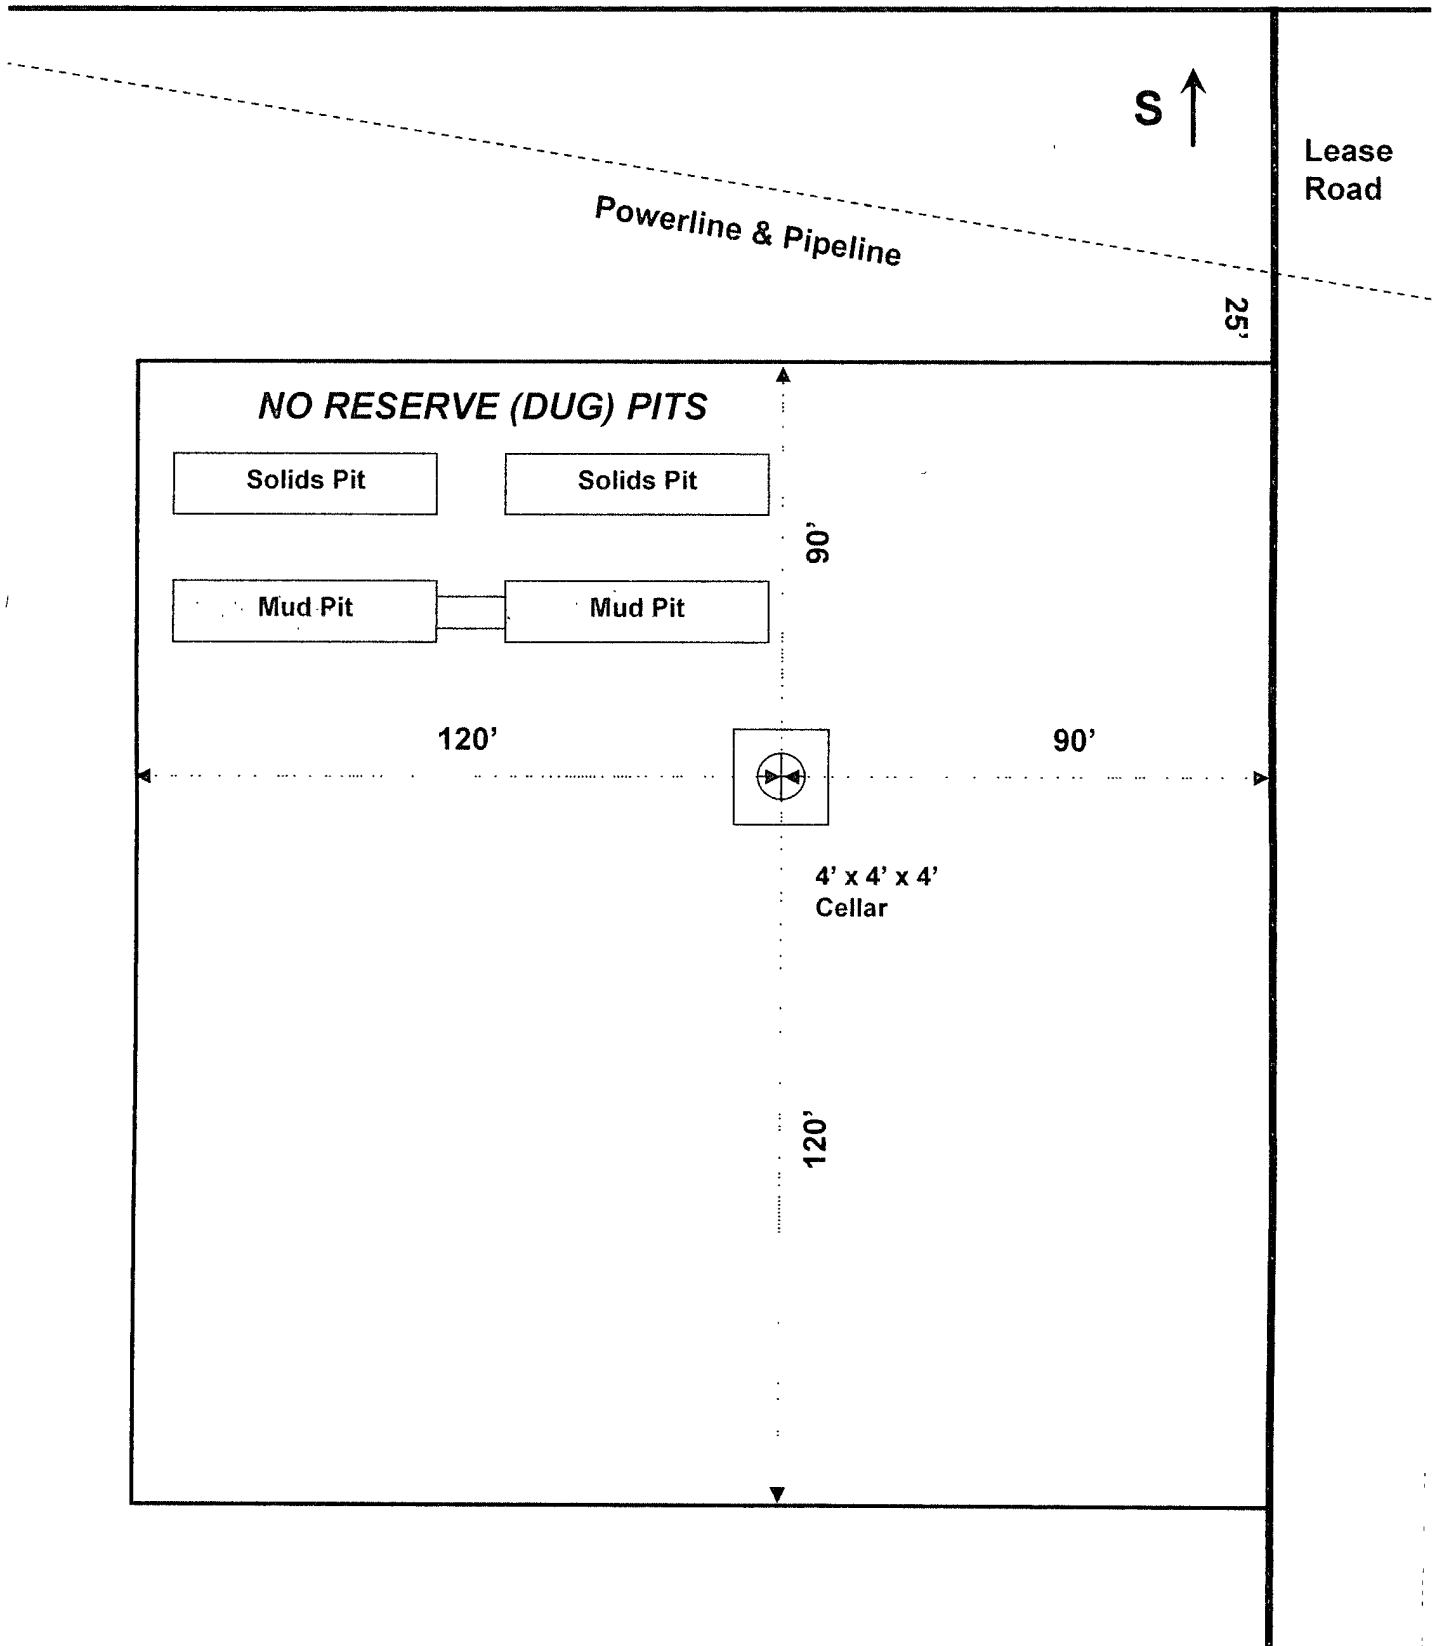 S
Lease
Road
Powerline & Pipeline
25’
NO RESERVE (DUG) PITS
Solids Pit
Solids Pit
90’
Mud Pit
Mud Pit
120’
90’
4’ x 4’ x 4’
Cellar
120’